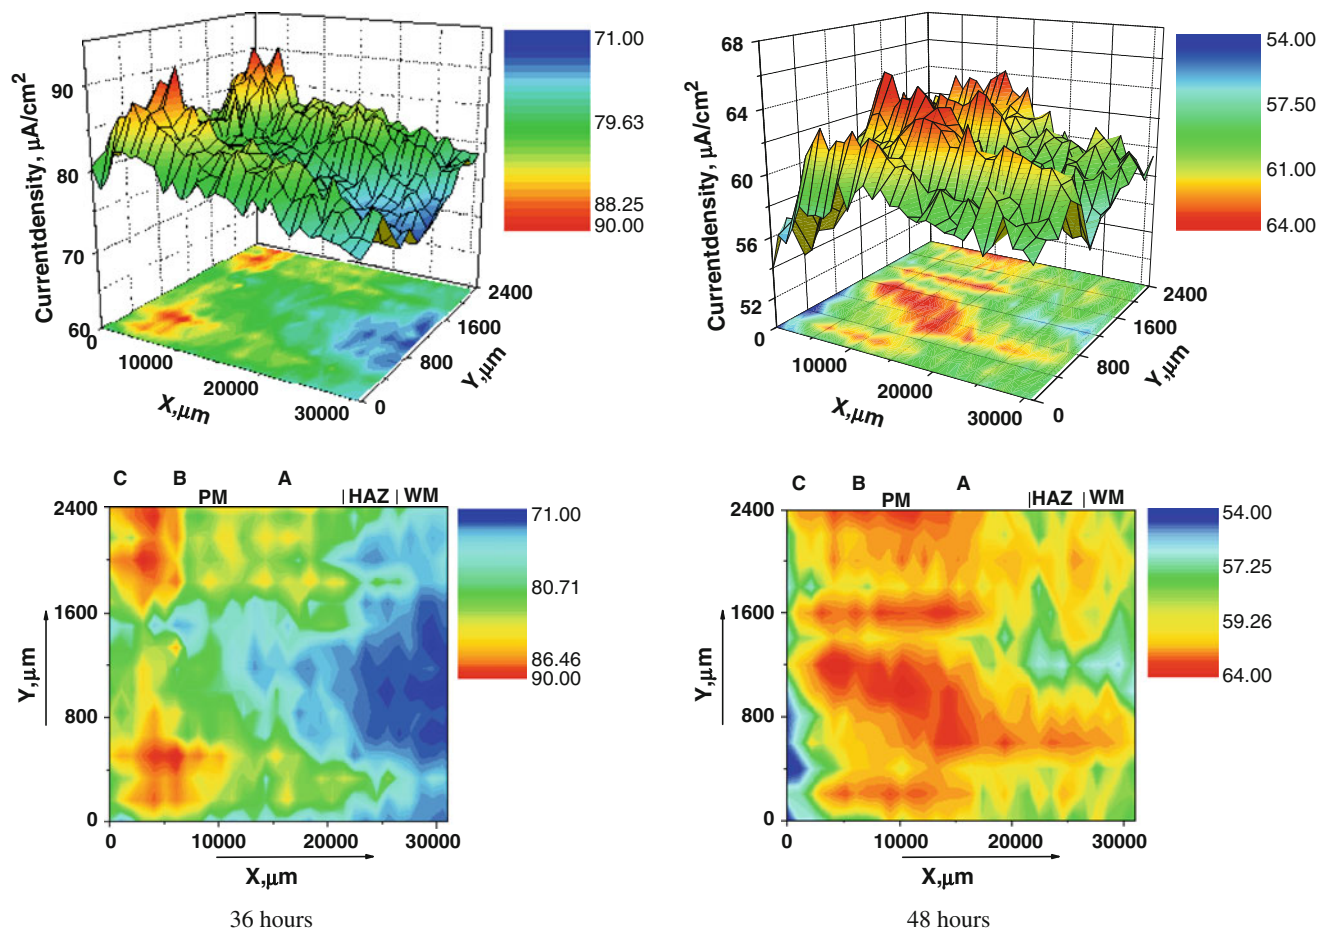 Currentdensity, μA/cm2
90
80
70
60
0
10000
20000
30000
X,μm
0
800
1600
2400
Y,μm
71.00
79.63
88.25
90.00
Currentdensity, μA/cm2
68
64
60
56
52
0
10000
20000
30000
X,μm
0
800
1600
2400
Y,μm
54.00
57.50
61.00
64.00
C B A
PM |HAZ | WM
2400
1600
800
0
Y,μm
0 10000 20000 30000
X,μm
71.00
80.71
86.46
90.00
36 hours
C B A
PM |HAZ | WM
2400
1600
800
0
Y,μm
0 10000 20000 30000
X,μm
54.00
57.25
59.26
64.00
48 hours